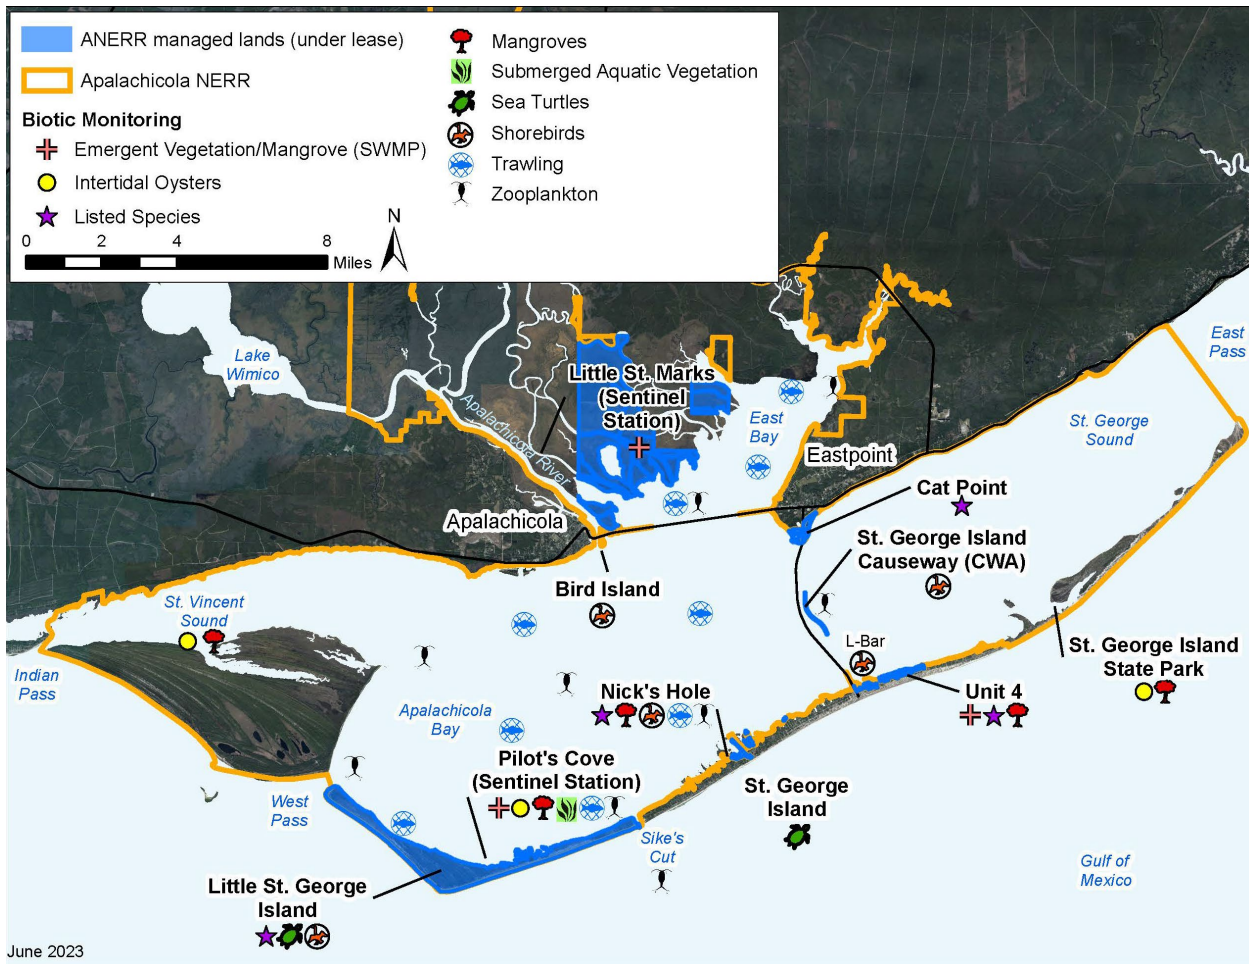 ANERR managed lands (under lease)
Apalachicola NERR
Biotic Monitoring
Emergent Vegetation/Mangrove (SWMP)
Intertidal Oysters
Listed Species
Mangroves
Submerged Aquatic Vegetation
Sea Turtles
Shorebirds
Trawling
Zooplankton
N
0 2 4 8
Miles
Lake
Wimico
Little St. Marks
(Sentinel
Station)
Apalachicola River
East
Bay
Eastpoint
East
Pass
St. George
Sound
Apalachicola
Cat Point
St. George Island
Causeway (CWA)
Bird Island
St. Vincent
Sound
Indian
Pass
L-Bar
St. George Island
State Park
Unit 4
Nick's Hole
Apalachicola
Bay
Pilot's Cove
(Sentinel Station)
St. George
Island
West
Pass
Sike's
Cut
Gulf of
Mexico
Little St. George
Island
June 2023